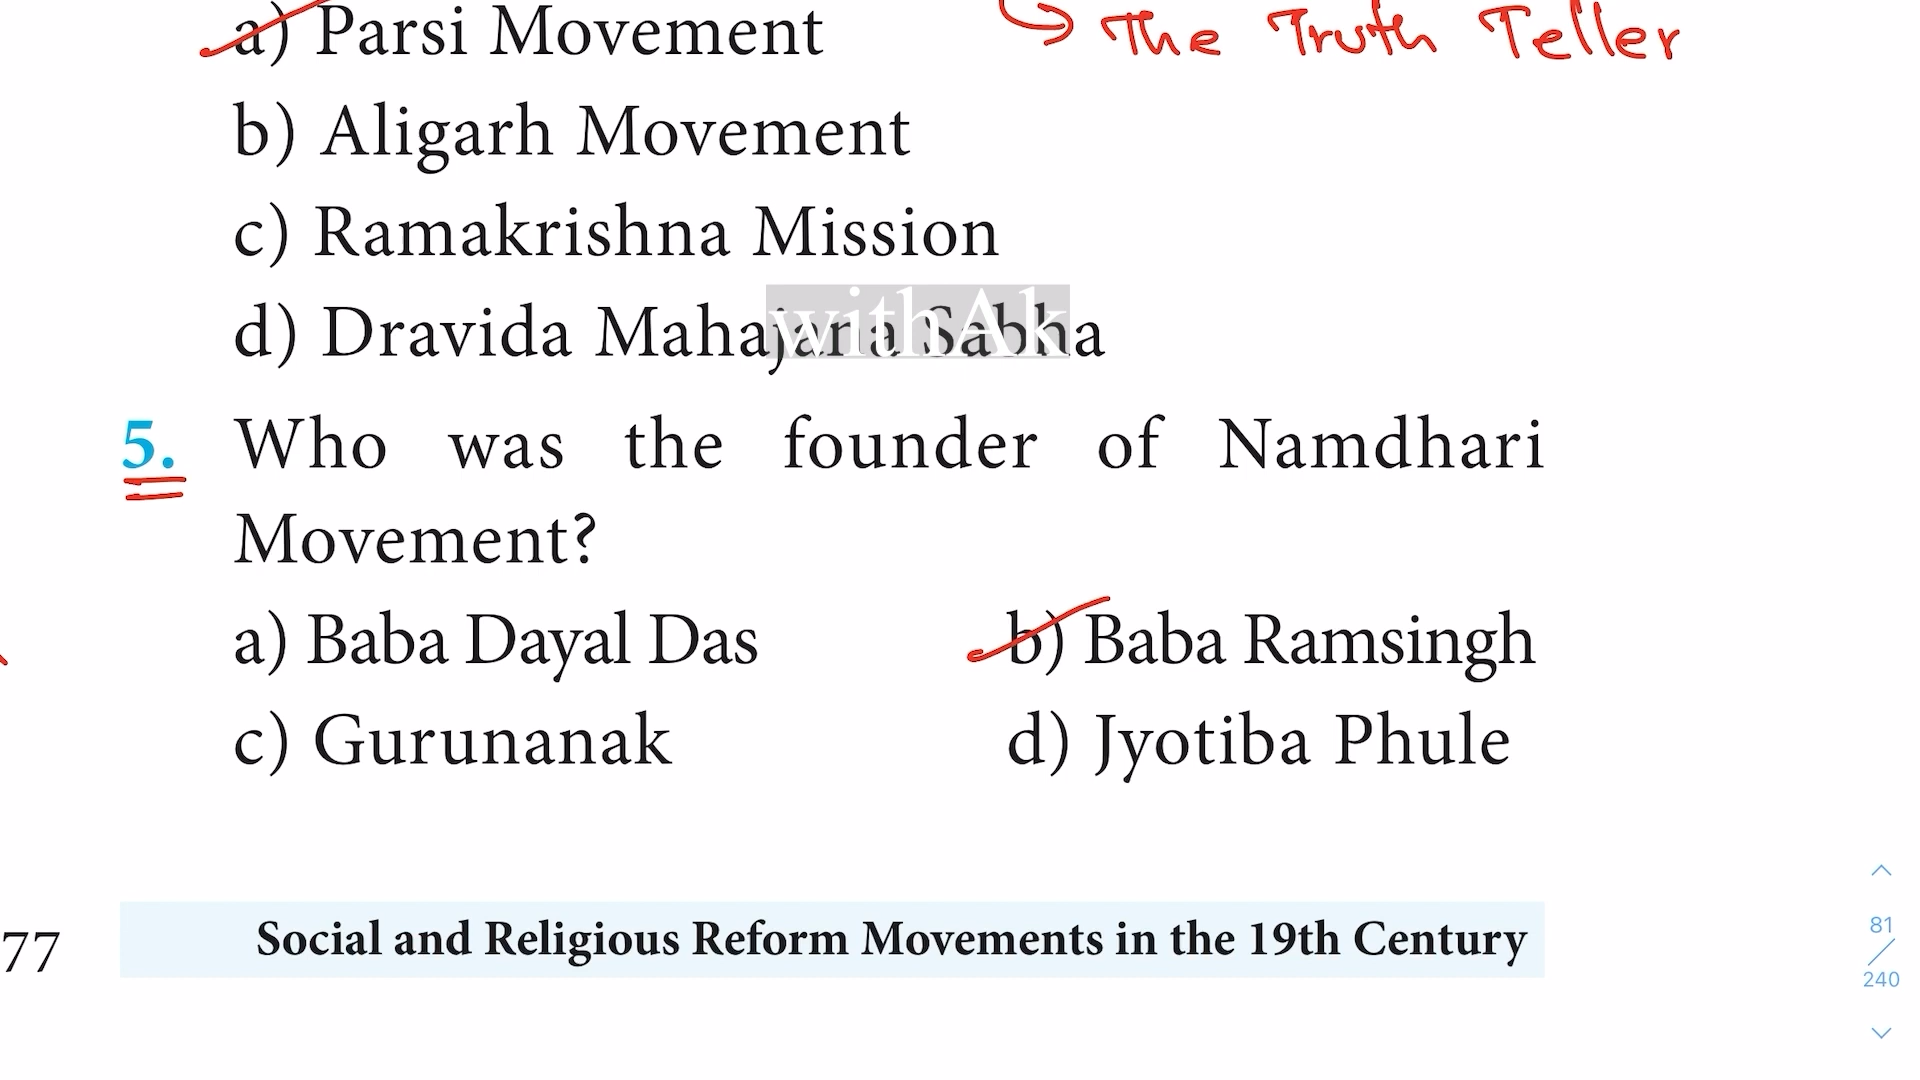 a) Parsi Movement
The Truth Teller
b) Aligarh Movement
c) Ramakrishna Mission
d) Dravida Mahajana Sabha
withAk
5. Who was the founder of Namdhari
Movement?
a) Baba Dayal Das b) Baba Ramsingh
c) Gurunanak d) Jyotiba Phule
77 Social and Religious Reform Movements in the 19th Century
81
240